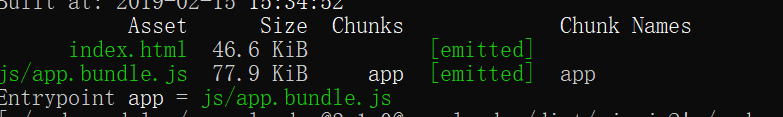 Built at: 2019-02-15 15:34:52
Asset Size Chunks Chunk Names
index.html 46.6 KiB [emitted]
js/app.bundle.js 77.9 KiB app [emitted] app
Entrypoint app = js/app.bundle.js